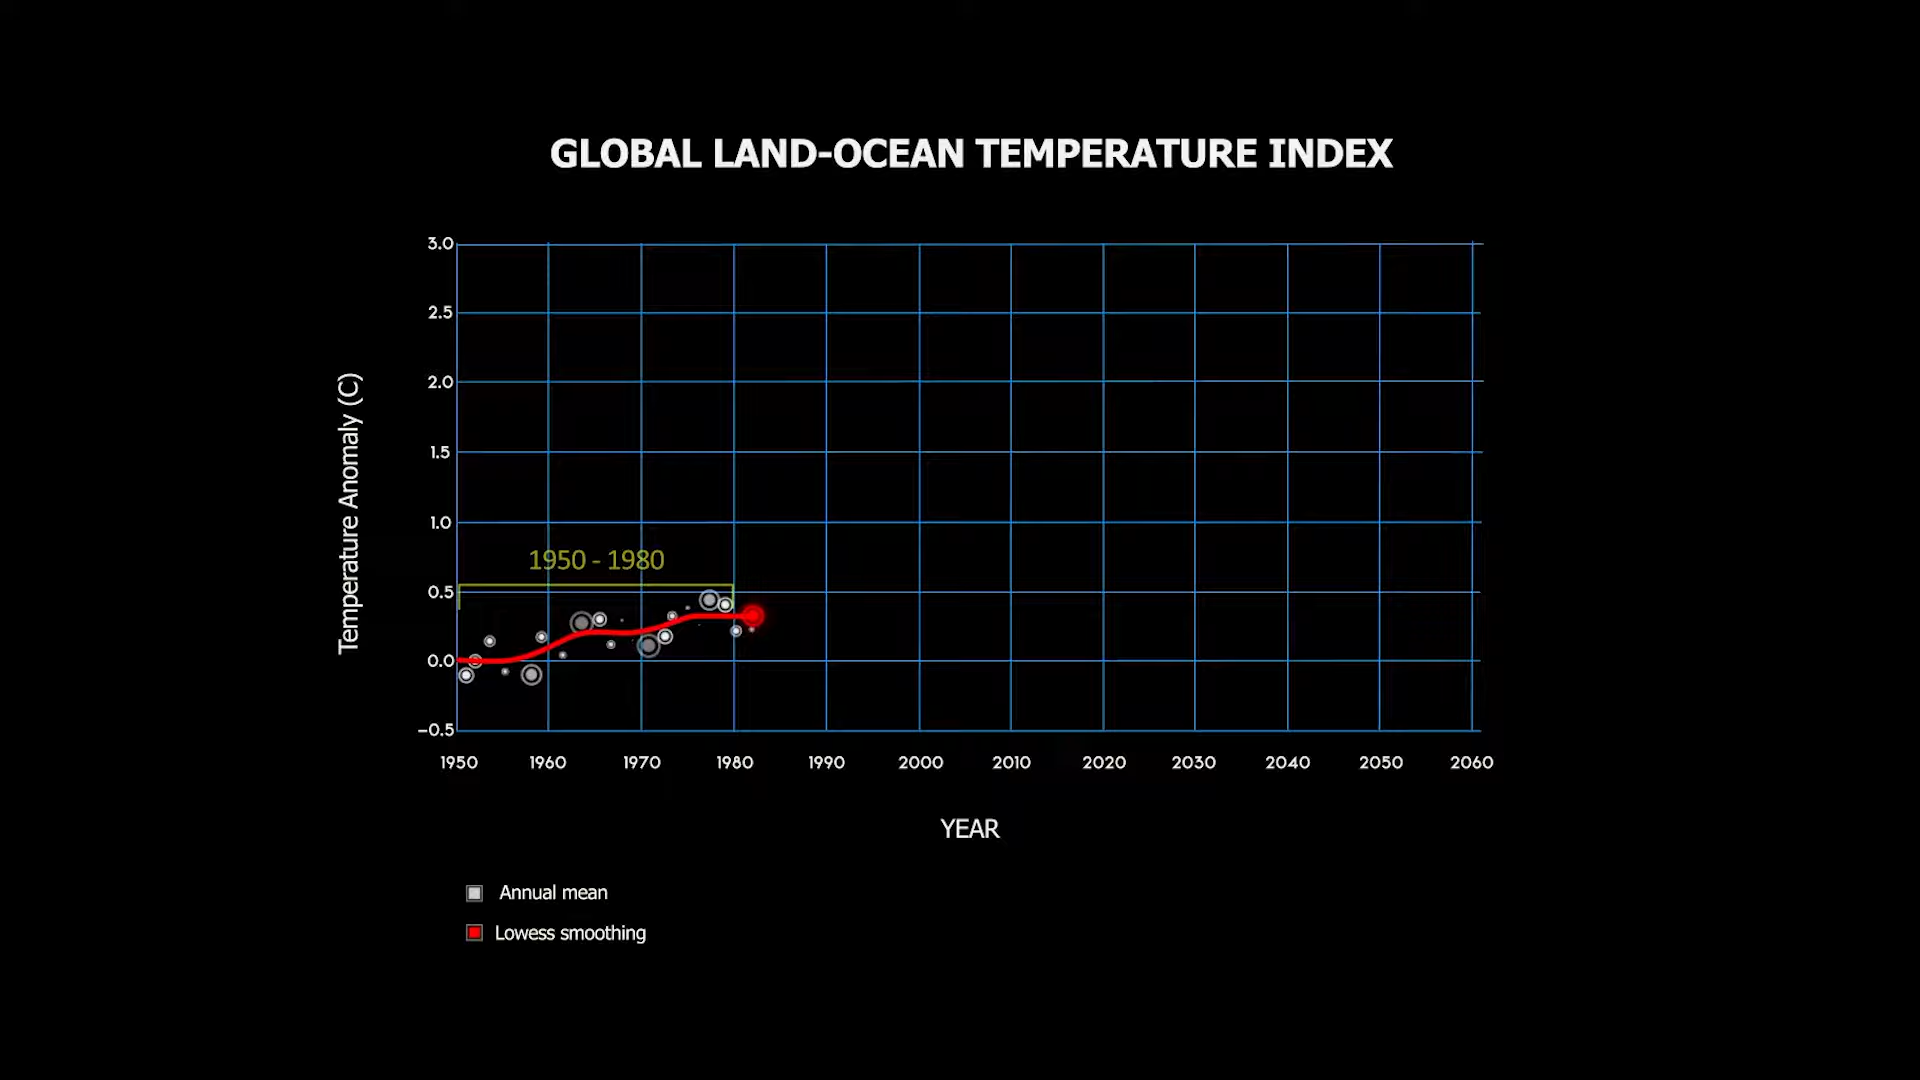 GLOBAL LAND-OCEAN TEMPERATURE INDEX
Temperature Anomaly (C)
3.0
2.5
2.0
1.5
1.0
0.5
0.0
-0.5
1950 - 1980
1950 1960 1970 1980 1990 2000 2010 2020 2030 2040 2050 2060
YEAR
Annual mean
Lowess smoothing